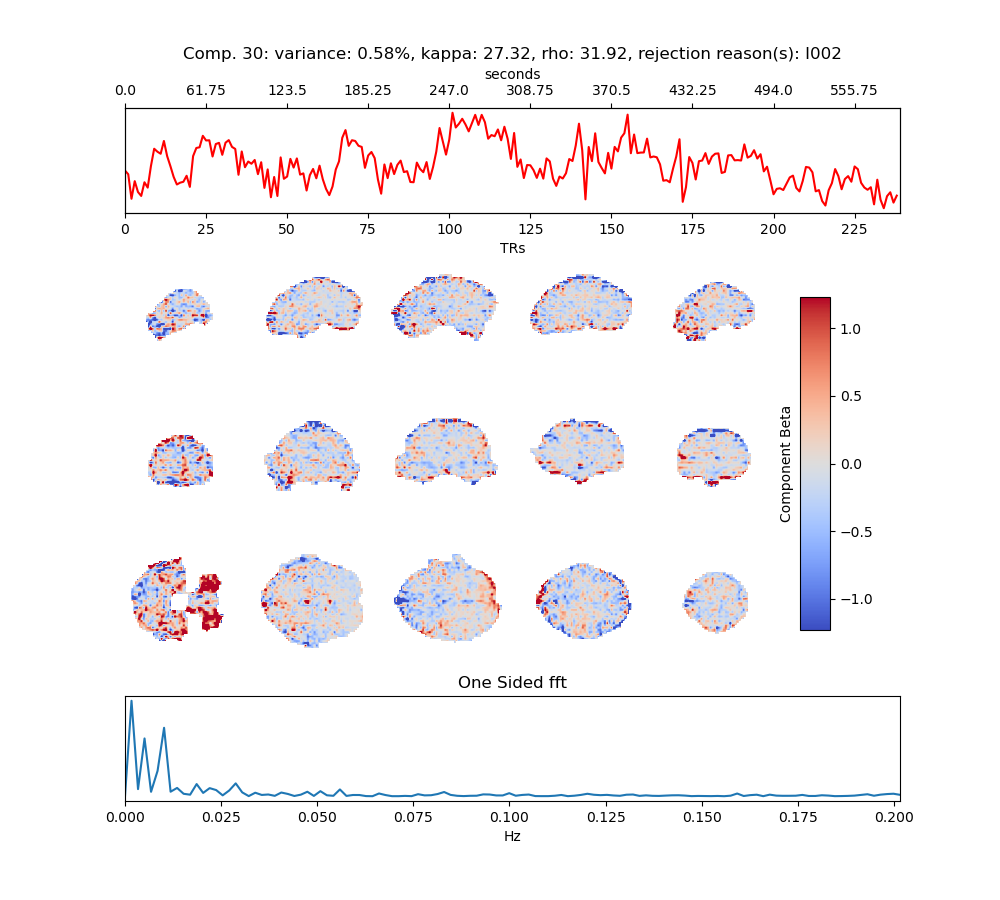 Comp. 30: variance: 0.58%, kappa: 27.32, rho: 31.92, rejection reason(s): I002
seconds
0.0 61.75 123.5 185.25 247.0 308.75 370.5 432.25 494.0 555.75
0 25 50 75 100 125 150 175 200 225
TRs
1.0
0.5
0.0
−0.5
−1.0
Component Beta
One Sided fft
0.000 0.025 0.050 0.075 0.100 0.125 0.150 0.175 0.200
Hz